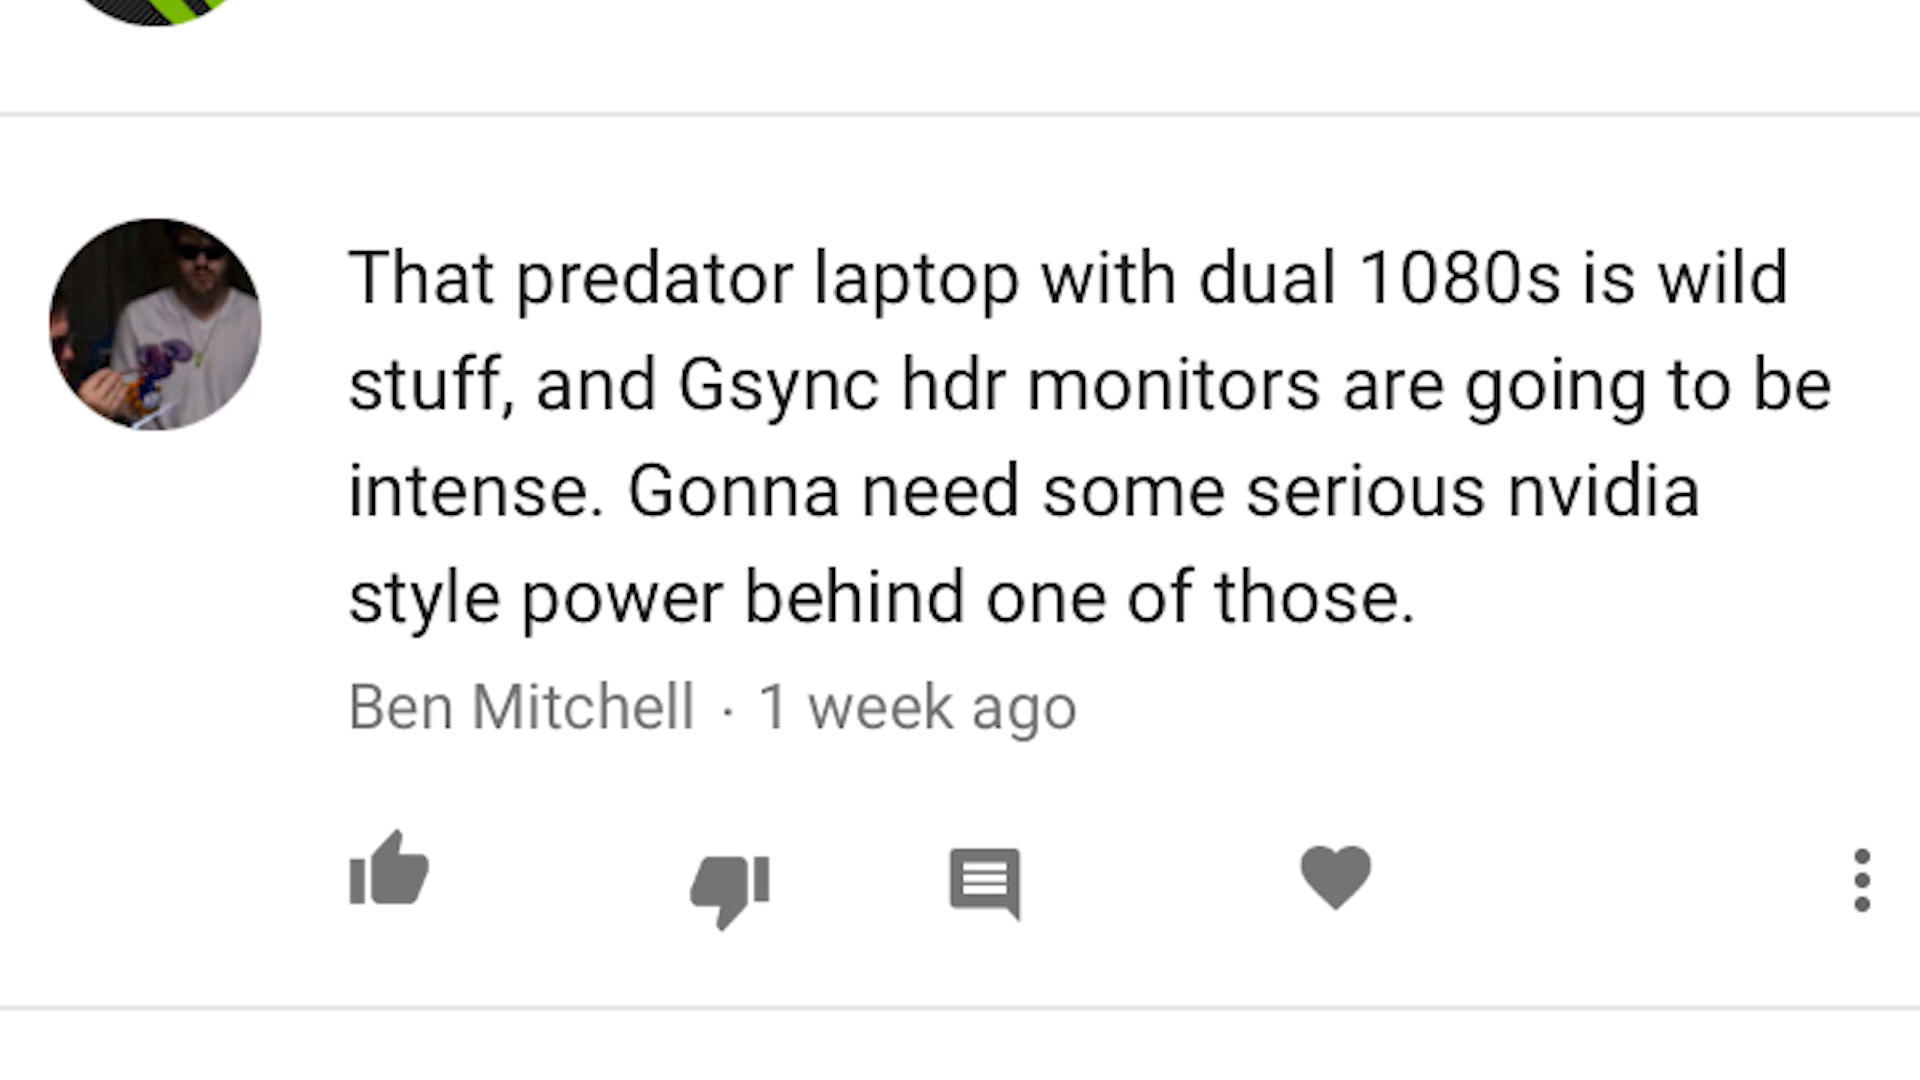 That predator laptop with dual 1080s is wild
stuff, and Gsync hdr monitors are going to be
intense. Gonna need some serious nvidia
style power behind one of those.
Ben Mitchell · 1 week ago